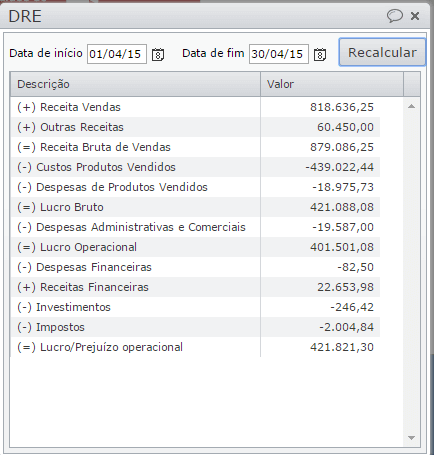 DRE
Data de início 01/04/15 Data de fim 30/04/15 Recalcular
Descrição Valor
(+) Receita Vendas 818.636,25
(+) Outras Receitas 60.450,00
(=) Receita Bruta de Vendas 879.086,25
(-) Custos Produtos Vendidos -439.022,44
(-) Despesas de Produtos Vendidos -18.975,73
(=) Lucro Bruto 421.088,08
(-) Despesas Administrativas e Comerciais -19.587,00
(=) Lucro Operacional 401.501,08
(-) Despesas Financeiras -82,50
(+) Receitas Financeiras 22.653,98
(-) Investimentos -246,42
(-) Impostos -2.004,84
(=) Lucro/Prejuízo operacional 421.821,30